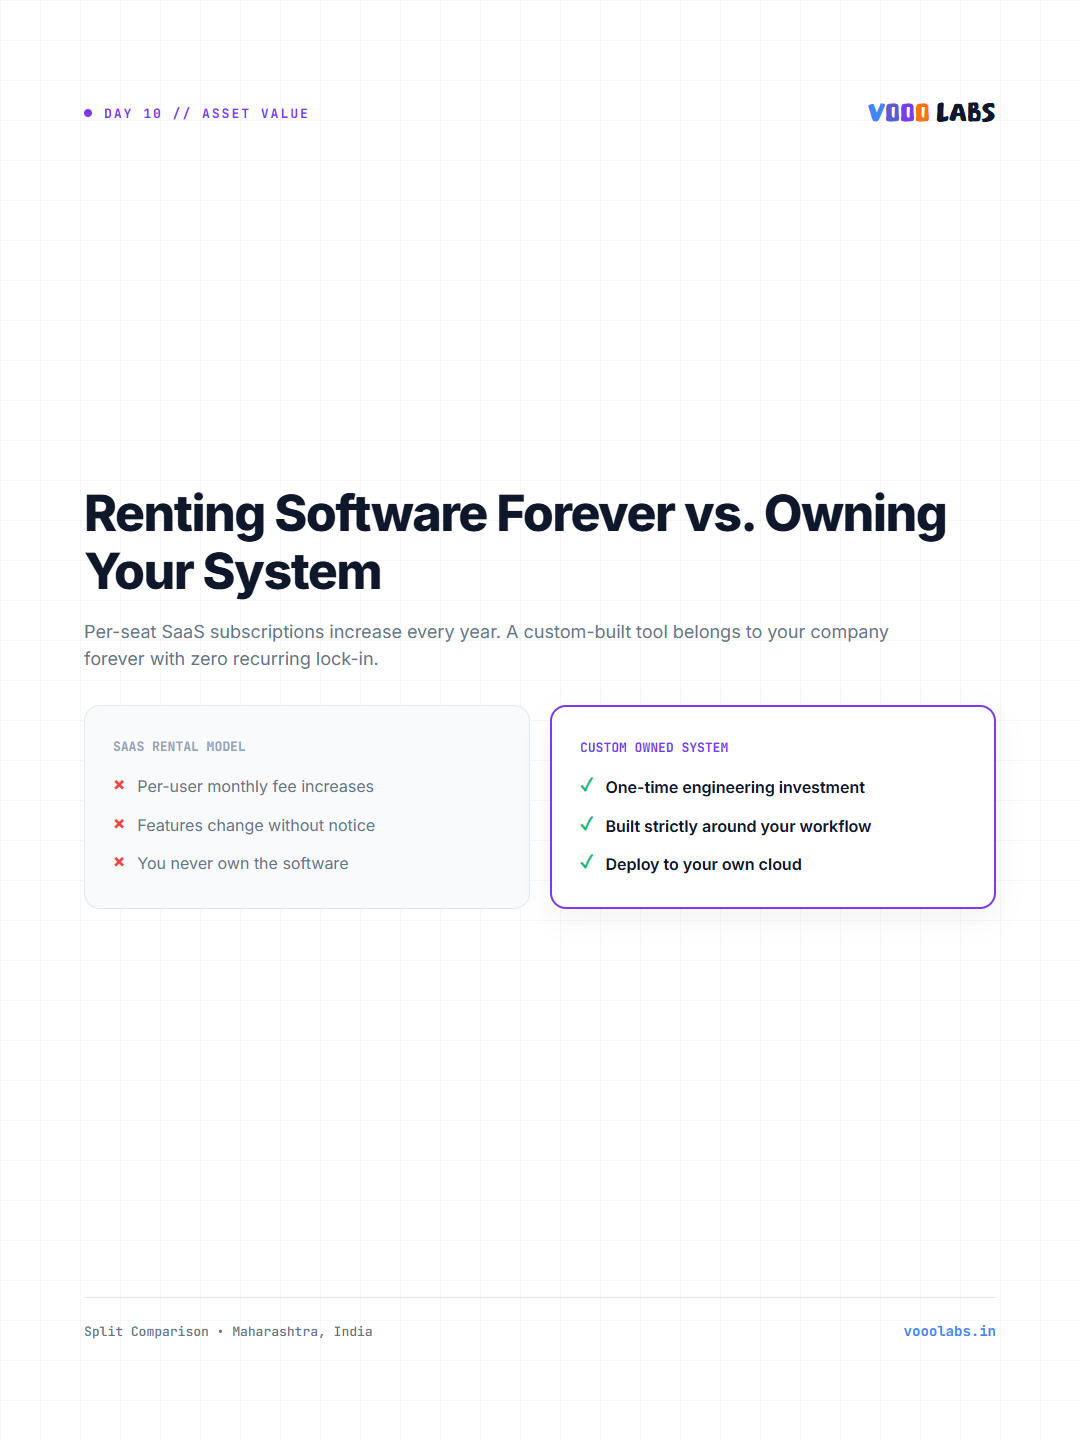 DAY 10 // ASSET VALUE
VOOO LABS
Renting Software Forever vs. Owning
Your System
Per-seat SaaS subscriptions increase every year. A custom-built tool belongs to your company
forever with zero recurring lock-in.
SAAS RENTAL MODEL
× Per-user monthly fee increases
× Features change without notice
× You never own the software
CUSTOM OWNED SYSTEM
✓ One-time engineering investment
✓ Built strictly around your workflow
✓ Deploy to your own cloud
Split Comparison • Maharashtra, India
vooolabs.in